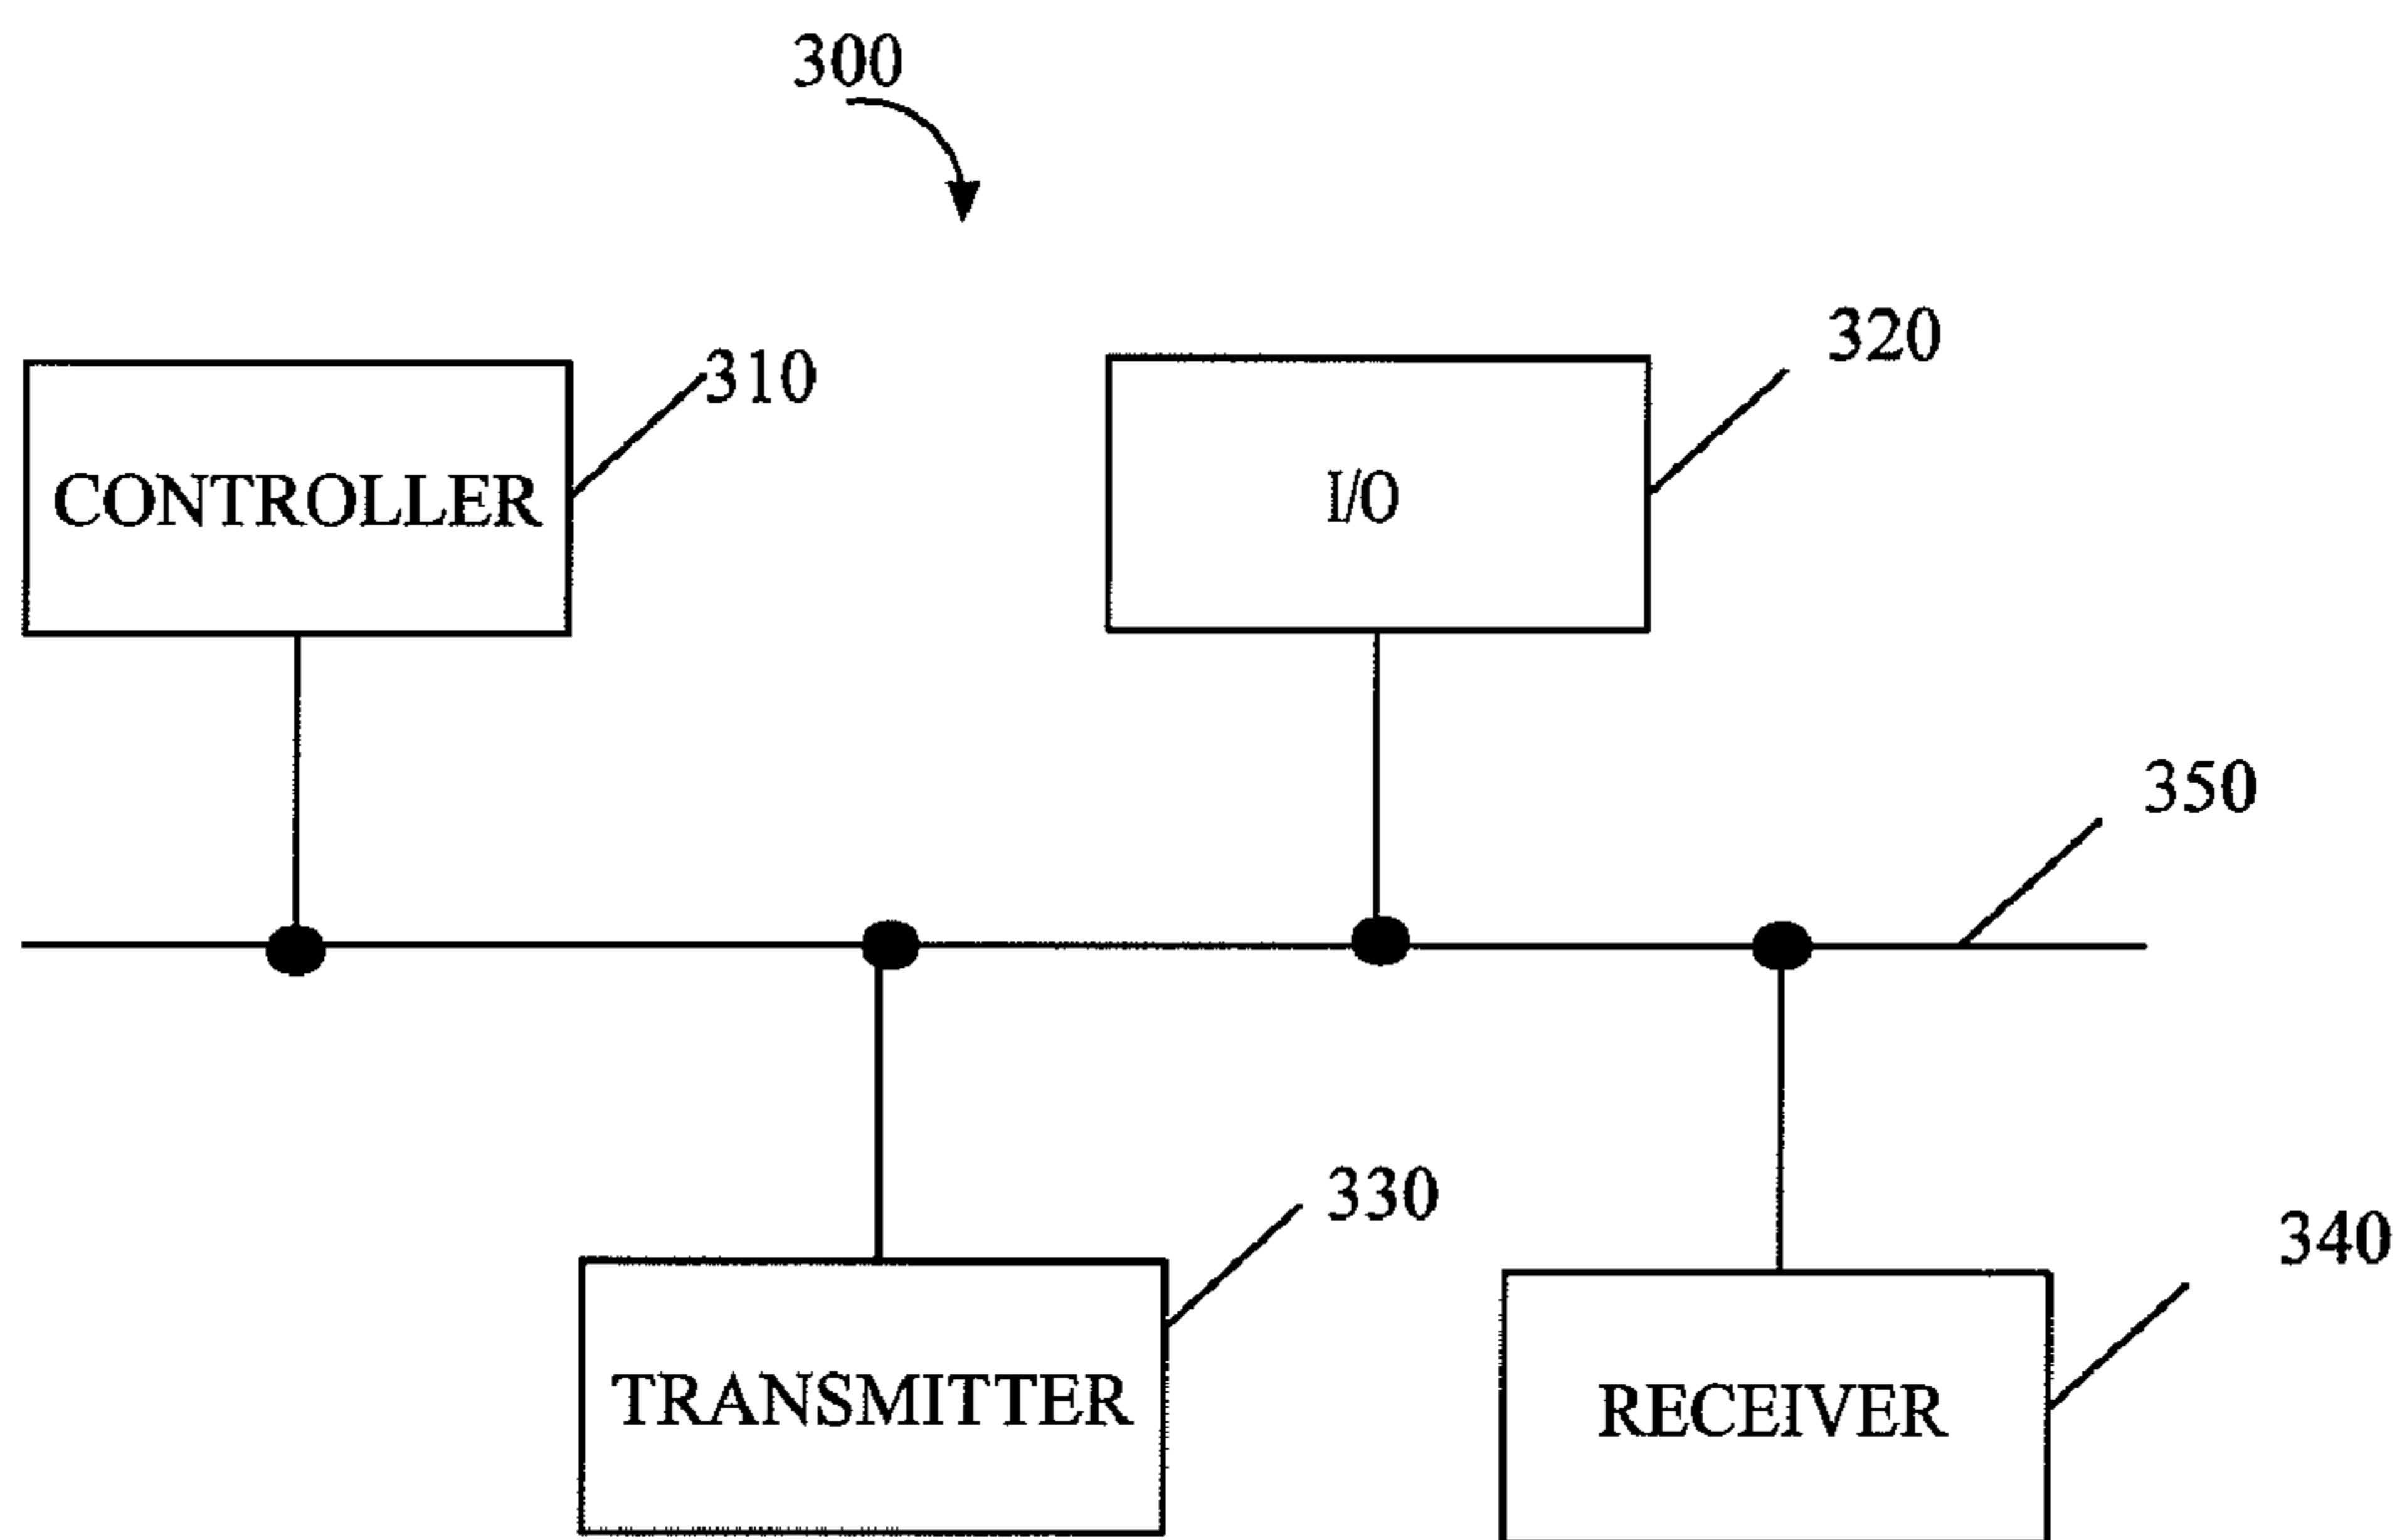 300
320
310
CONTROLLER
I/O
350
330
340
TRANSMITTER
RECEIVER